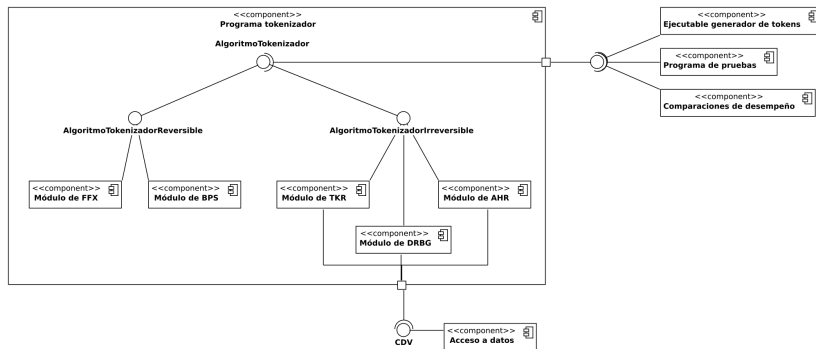 <<component>>
Programa tokenizador
AlgoritmoTokenizador
<<component>>
Ejecutable generador de tokens
<<component>>
Programa de pruebas
<<component>>
Comparaciones de desempeño
AlgoritmoTokenizadorReversible
AlgoritmoTokenizadorIrreversible
<<component>>
Módulo de FFX
<<component>>
Módulo de BPS
<<component>>
Módulo de TKR
<<component>>
Módulo de AHR
<<component>>
Módulo de DRBG
CDV
<<component>>
Acceso a datos